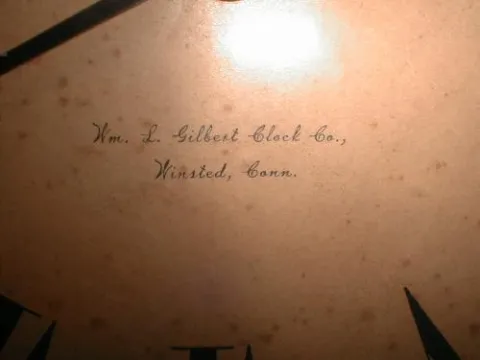 Wm. L. Gilbert Clock Co.,
Winsted, Conn.